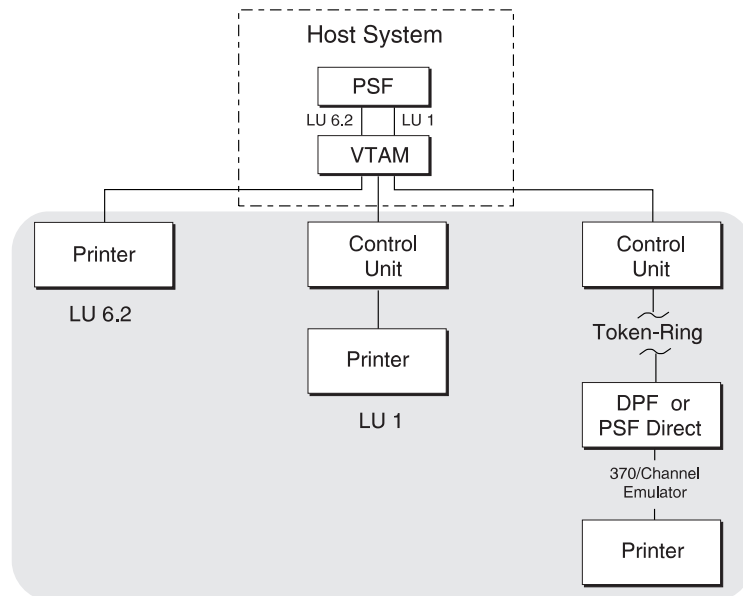 Host System
PSF
LU 6.2
LU 1
VTAM
Printer
LU 6.2
Control
Unit
Printer
LU 1
Control
Unit
Token-Ring
DPF or
PSF Direct
370/Channel
Emulator
Printer